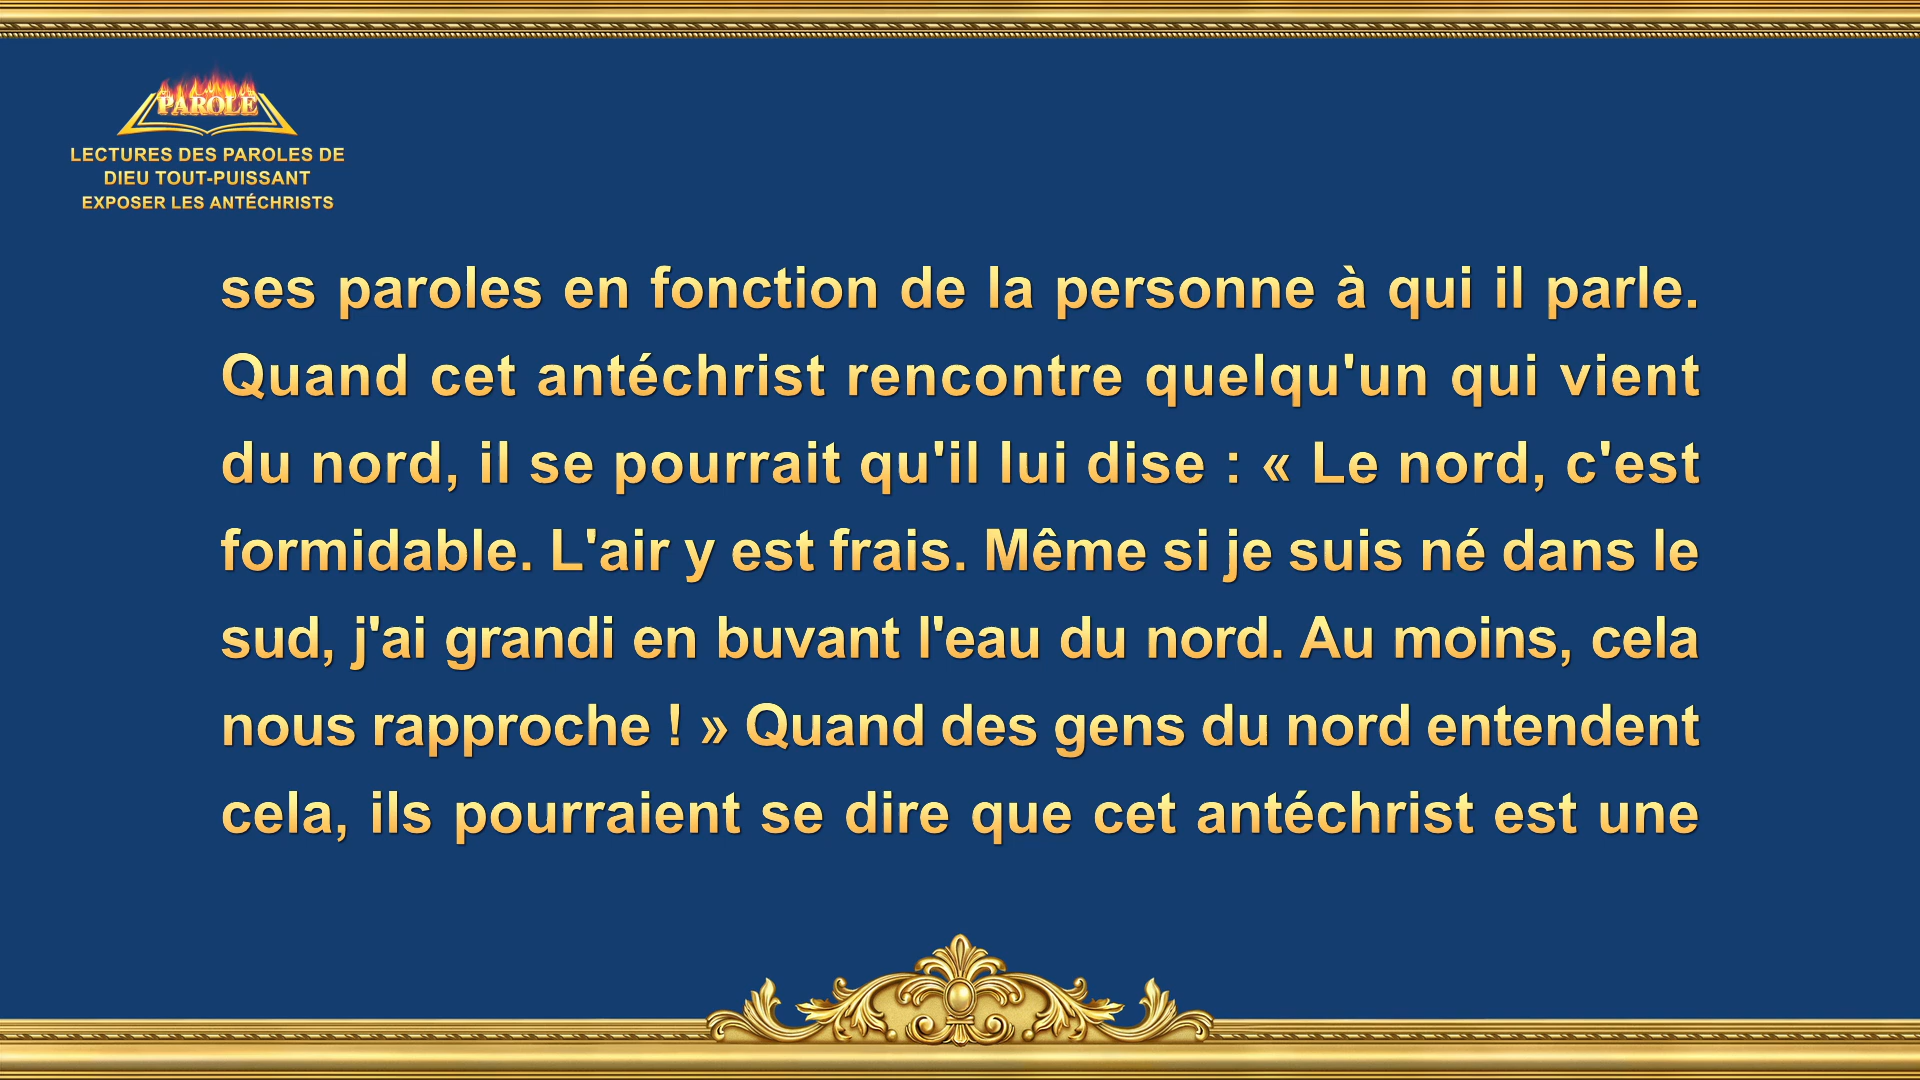 PAROLE
LECTURES DES PAROLES DE
DIEU TOUT-PUISSANT
EXPOSER LES ANTÉCHRISTS
ses paroles en fonction de la personne à qui il parle.
Quand cet antéchrist rencontre quelqu'un qui vient
du nord, il se pourrait qu'il lui dise : « Le nord, c'est
formidable. L'air y est frais. Même si je suis né dans le
sud, j'ai grandi en buvant l'eau du nord. Au moins, cela
nous rapproche ! » Quand des gens du nord entendent
cela, ils pourraient se dire que cet antéchrist est une